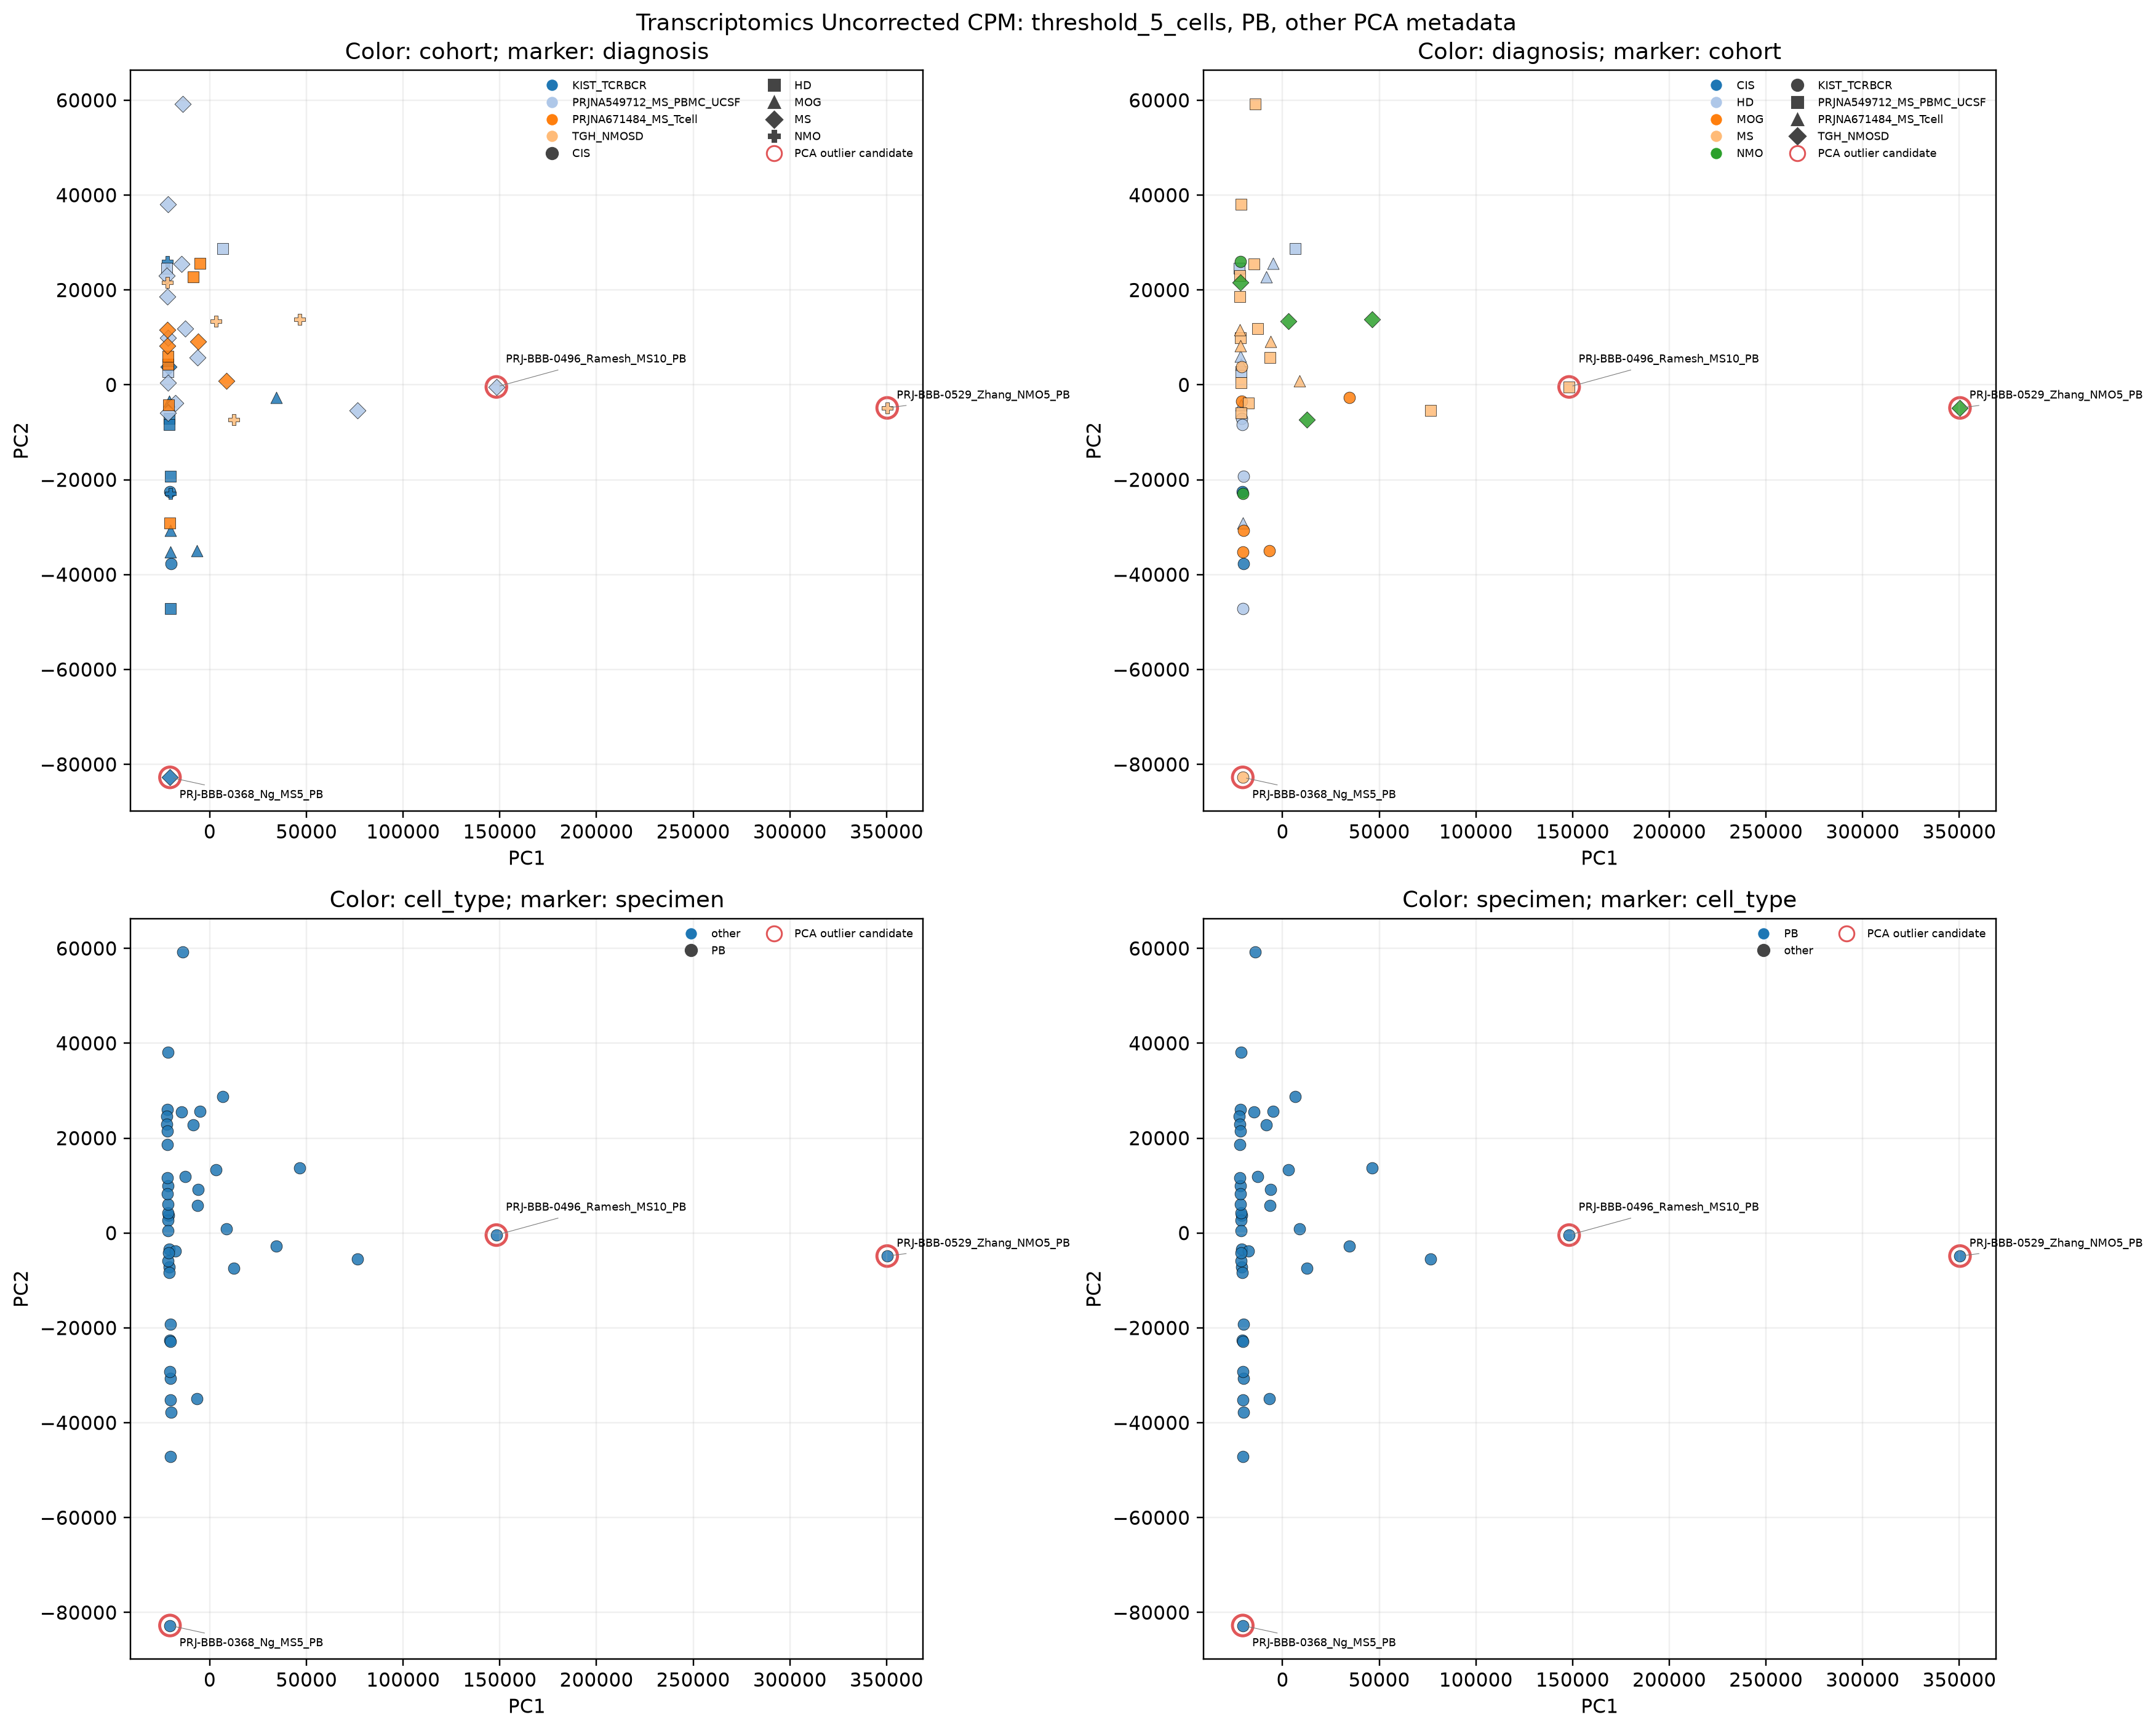 Transcriptomics Uncorrected CPM: threshold_5_cells, PB, other PCA metadata
Color: cohort; marker: diagnosis
KIST_TCRBCR
PRJNA549712_MS_PBMC_UCSF
PRJNA671484_MS_Tcell
TGH_NMOSD
CIS
HD
MOG
MS
NMO
PCA outlier candidate
PRJ-BBB-0496_Ramesh_MS10_PB
PRJ-BBB-0529_Zhang_NMO5_PB
PRJ-BBB-0368_Ng_MS5_PB
60000
40000
20000
0
−20000
−40000
−60000
−80000
PC2
0 50000 100000 150000 200000 250000 300000 350000
PC1
Color: diagnosis; marker: cohort
CIS
HD
MOG
MS
NMO
KIST_TCRBCR
PRJNA549712_MS_PBMC_UCSF
PRJNA671484_MS_Tcell
TGH_NMOSD
PCA outlier candidate
PRJ-BBB-0496_Ramesh_MS10_PB
PRJ-BBB-0529_Zhang_NMO5_PB
PRJ-BBB-0368_Ng_MS5_PB
60000
40000
20000
0
−20000
−40000
−60000
−80000
PC2
0 50000 100000 150000 200000 250000 300000 350000
PC1
Color: cell_type; marker: specimen
other
PB
PCA outlier candidate
PRJ-BBB-0496_Ramesh_MS10_PB
PRJ-BBB-0529_Zhang_NMO5_PB
PRJ-BBB-0368_Ng_MS5_PB
60000
40000
20000
0
−20000
−40000
−60000
−80000
PC2
0 50000 100000 150000 200000 250000 300000 350000
PC1
Color: specimen; marker: cell_type
PB
other
PCA outlier candidate
PRJ-BBB-0496_Ramesh_MS10_PB
PRJ-BBB-0529_Zhang_NMO5_PB
PRJ-BBB-0368_Ng_MS5_PB
60000
40000
20000
0
−20000
−40000
−60000
−80000
PC2
0 50000 100000 150000 200000 250000 300000 350000
PC1